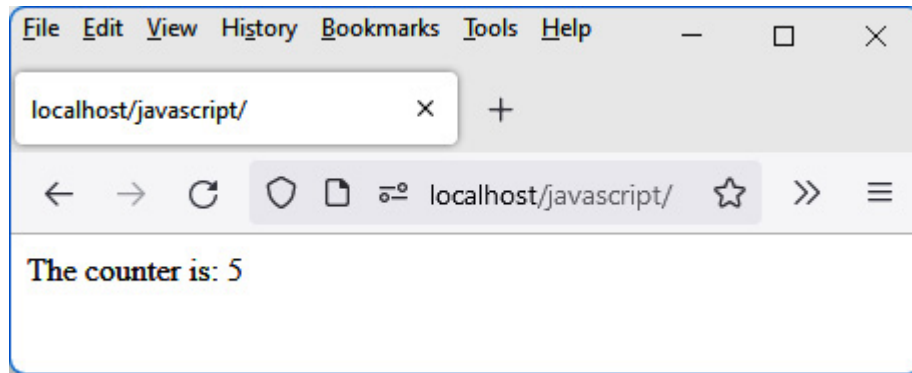 File Edit View History Bookmarks Tools Help
localhost/javascript/
localhost/javascript/
The counter is: 5